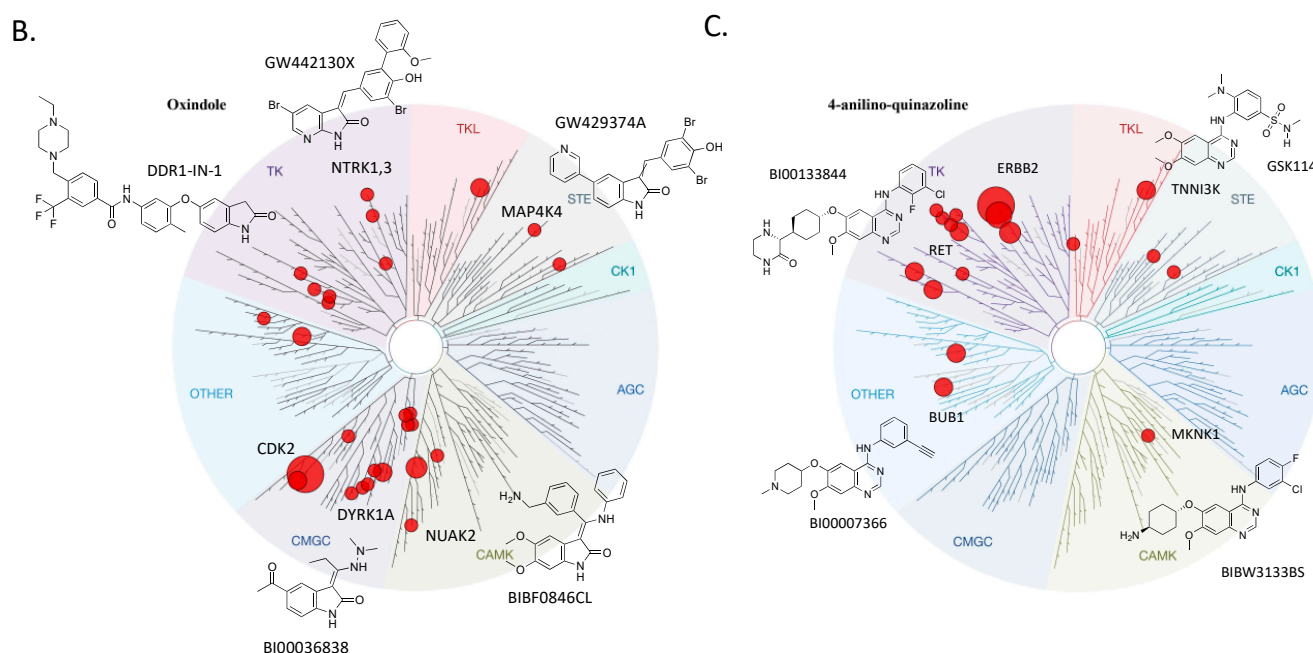 B.
Oxindole
GW442130X
DDR1-IN-1
NTRK1,3
TK
TKL
GW429374A
MAP4K4
STE
CK1
AGC
OTHER
CDK2
DYRK1A
NUAK2
CMGC
CAMK
BI00036838
BIBF0846CL
C.
4-anilino-quinazoline
BI00133844
ERBB2
TK
TKL
TNNI3K
GSK114
STE
RET
CK1
AGC
OTHER
BUB1
MKNK1
BI00007366
CMGC
CAMK
BIBW3133BS